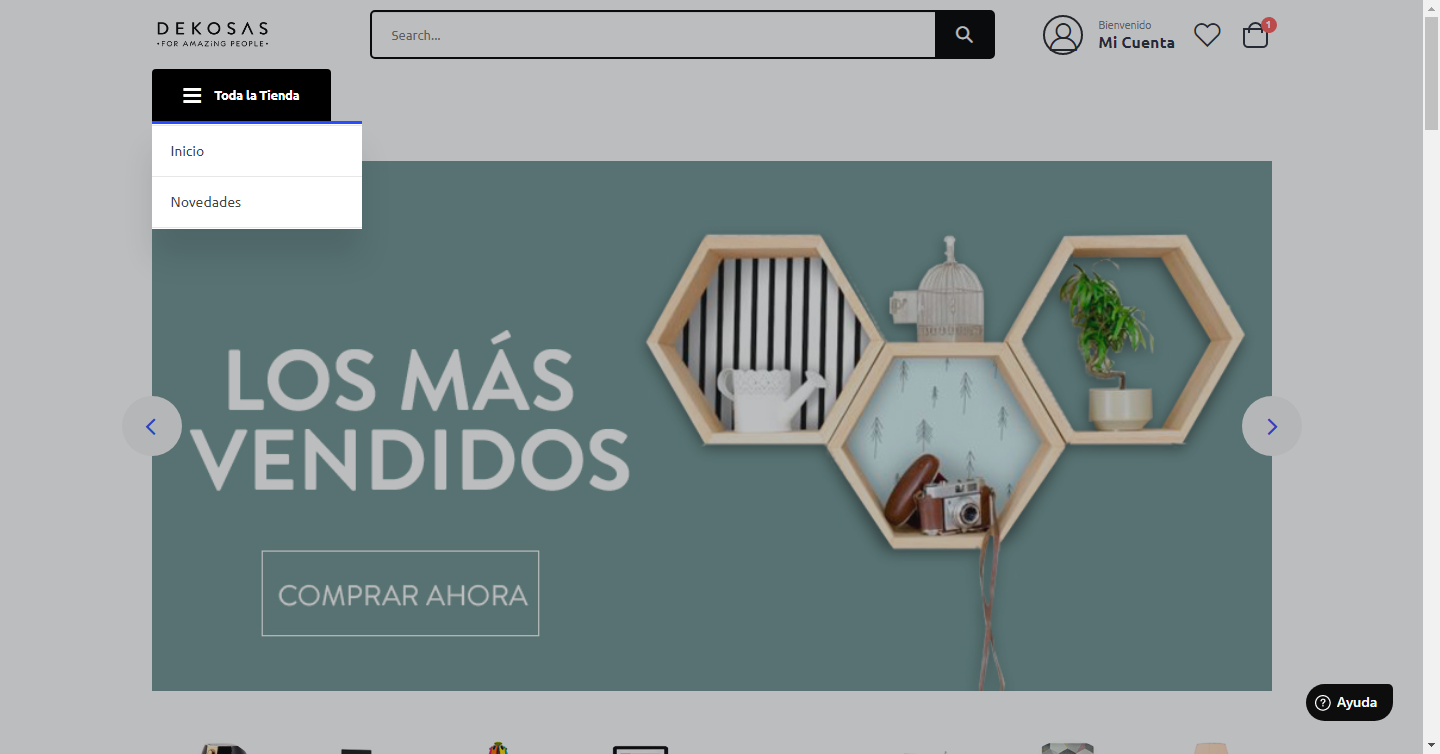 DEKOSAS
•FOR AMAZiNG PEOPLE•
Search...
Bienvenido
Mi Cuenta
1
Toda la Tienda
Inicio
Novedades
LOS MÁS
VENDIDOS
COMPRAR AHORA
Ayuda